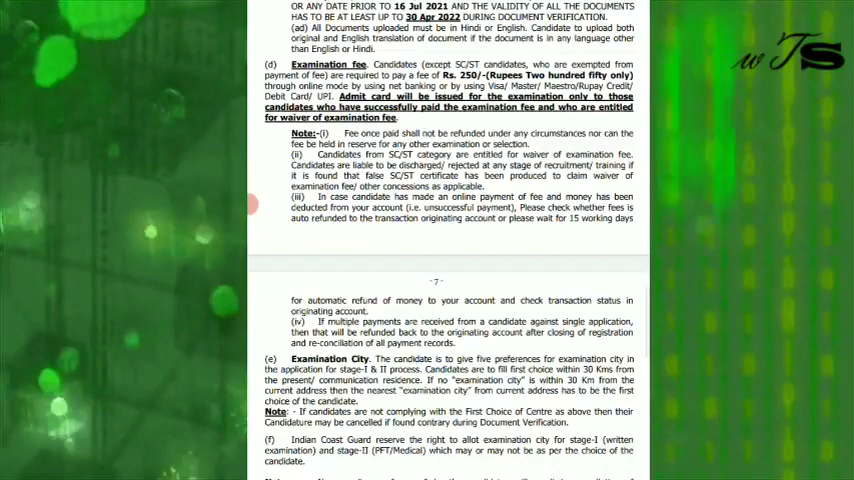 OR ANY DATE PRIOR TO 16 Jul 2021 AND THE VALIDITY OF ALL THE DOCUMENTS
HAS TO BE AT LEAST UP TO 30 Apr 2022 DURING DOCUMENT VERIFICATION.
(ad) All Documents uploaded must be in Hindi or English. Candidate to upload both
original and English translation of document if the document is in any language other
than English or Hindi.
(d) Examination fee. Candidates (except SC/ST candidates, who are exempted from
payment of fee) are required to pay a fee of Rs. 250/-(Rupees Two hundred fifty only)
through online mode by using net banking or by using Visa/ Master/ Maestro/Rupay Credit/
Debit Card/ UPI. Admit card will be issued for the examination only to those
candidates who have successfully paid the examination fee and who are entitled
for waiver of examination fee.
Note:-(i) Fee once paid shall not be refunded under any circumstances nor can the
fee be held in reserve for any other examination or selection.
(ii) Candidates from SC/ST category are entitled for waiver of examination fee.
Candidates are liable to be discharged/ rejected at any stage of recruitment/ training if
it is found that false SC/ST certificate has been produced to claim waiver of
examination fee/ other concessions as applicable.
(iii) In case candidate has made an online payment of fee and money has been
deducted from your account (i.e. unsuccessful payment), Please check whether fees is
auto refunded to the transaction originating account or please wait for 15 working days
-7-
for automatic refund of money to your account and check transaction status in
originating account.
(iv) If multiple payments are received from a candidate against single application,
then that will be refunded back to the originating account after closing of registration
and re-conciliation of all payment records.
(e) Examination City. The candidate is to give five preferences for examination city in
the application for stage-I & II process. Candidates are to fill first choice within 30 Kms from
the present/ communication residence. If no "examination city" is within 30 Km from the
current address then the nearest "examination city" from current address has to be the first
choice of the candidate.
Note: - If candidates are not complying with the First Choice of Centre as above then their
Candidature may be cancelled if found contrary during Document Verification.
(f) Indian Coast Guard reserve the right to allot examination city for stage-I (written
examination) and stage-II (PFT/Medical) which may or may not be as per the choice of the
candidate.
wTS